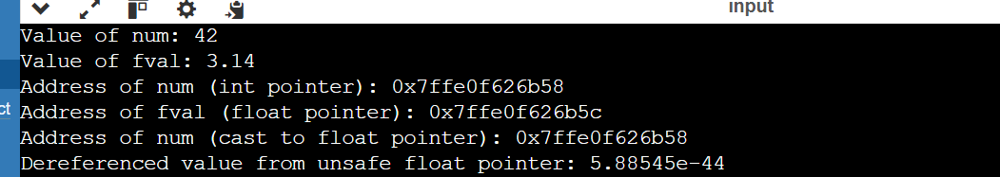 input
Value of num: 42
Value of fval: 3.14
Address of num (int pointer): 0x7ffe0f626b58
Address of fval (float pointer): 0x7ffe0f626b5c
ct
Address of num (cast to float pointer): 0x7ffe0f626b58
Dereferenced value from unsafe float pointer: 5.88545e-44